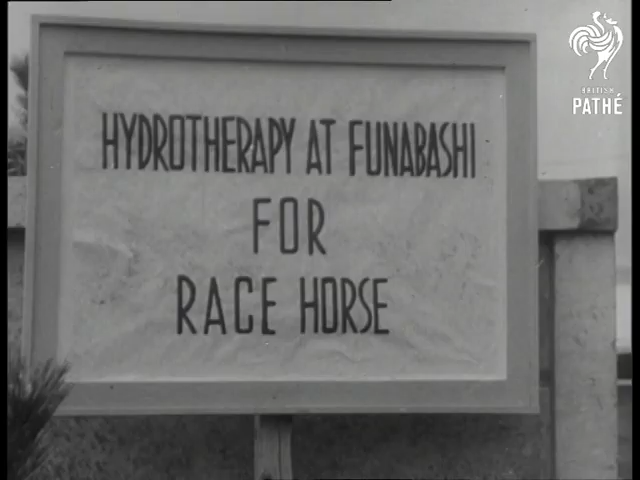 HYDROTHERAPY AT FUNABASHI
FOR
RACE HORSE
BRITISH
PATHÉ